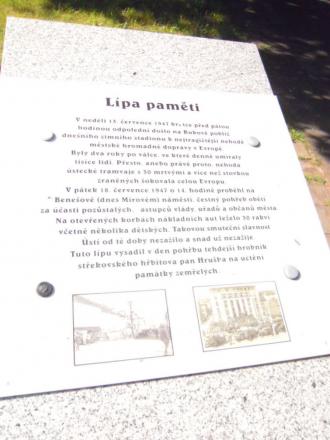 Lípa paměti
V neděli 13. července 1947 hod. před pátou
hodinou odpolední došlo na Bukově poblíž
dnešního zimního stadionu k nejtragičtější nehodě
městské hromadné dopravy v Evropě.
Byly dva roky po válce, ve které denně umíraly
tisíce lidí. Přesto, anebo právě proto, nehoda
ústecké tramvaje s 30 mrtvými a více než stovkou
zraněných šokovala celou Evropu.
V pátek 18. července 1947 v 14. hodině proběhl na
Benešově (dnes Mírovém) náměstí, čestný pohřeb obětí
za účasti pozůstalých, zástupců vlády, úřadů a občanů města.
Na otevřených korbách nákladních aut leželo 30 rakví
včetně několika dětských. Takovou smuteční slavnost
Ústí od té doby nezažilo a snad už nezažije.
Tuto lípu vysadil v den pohřbu tehdejší hrobník
střekovského hřbitova pan Hruška na uctění
památky zemřelých.